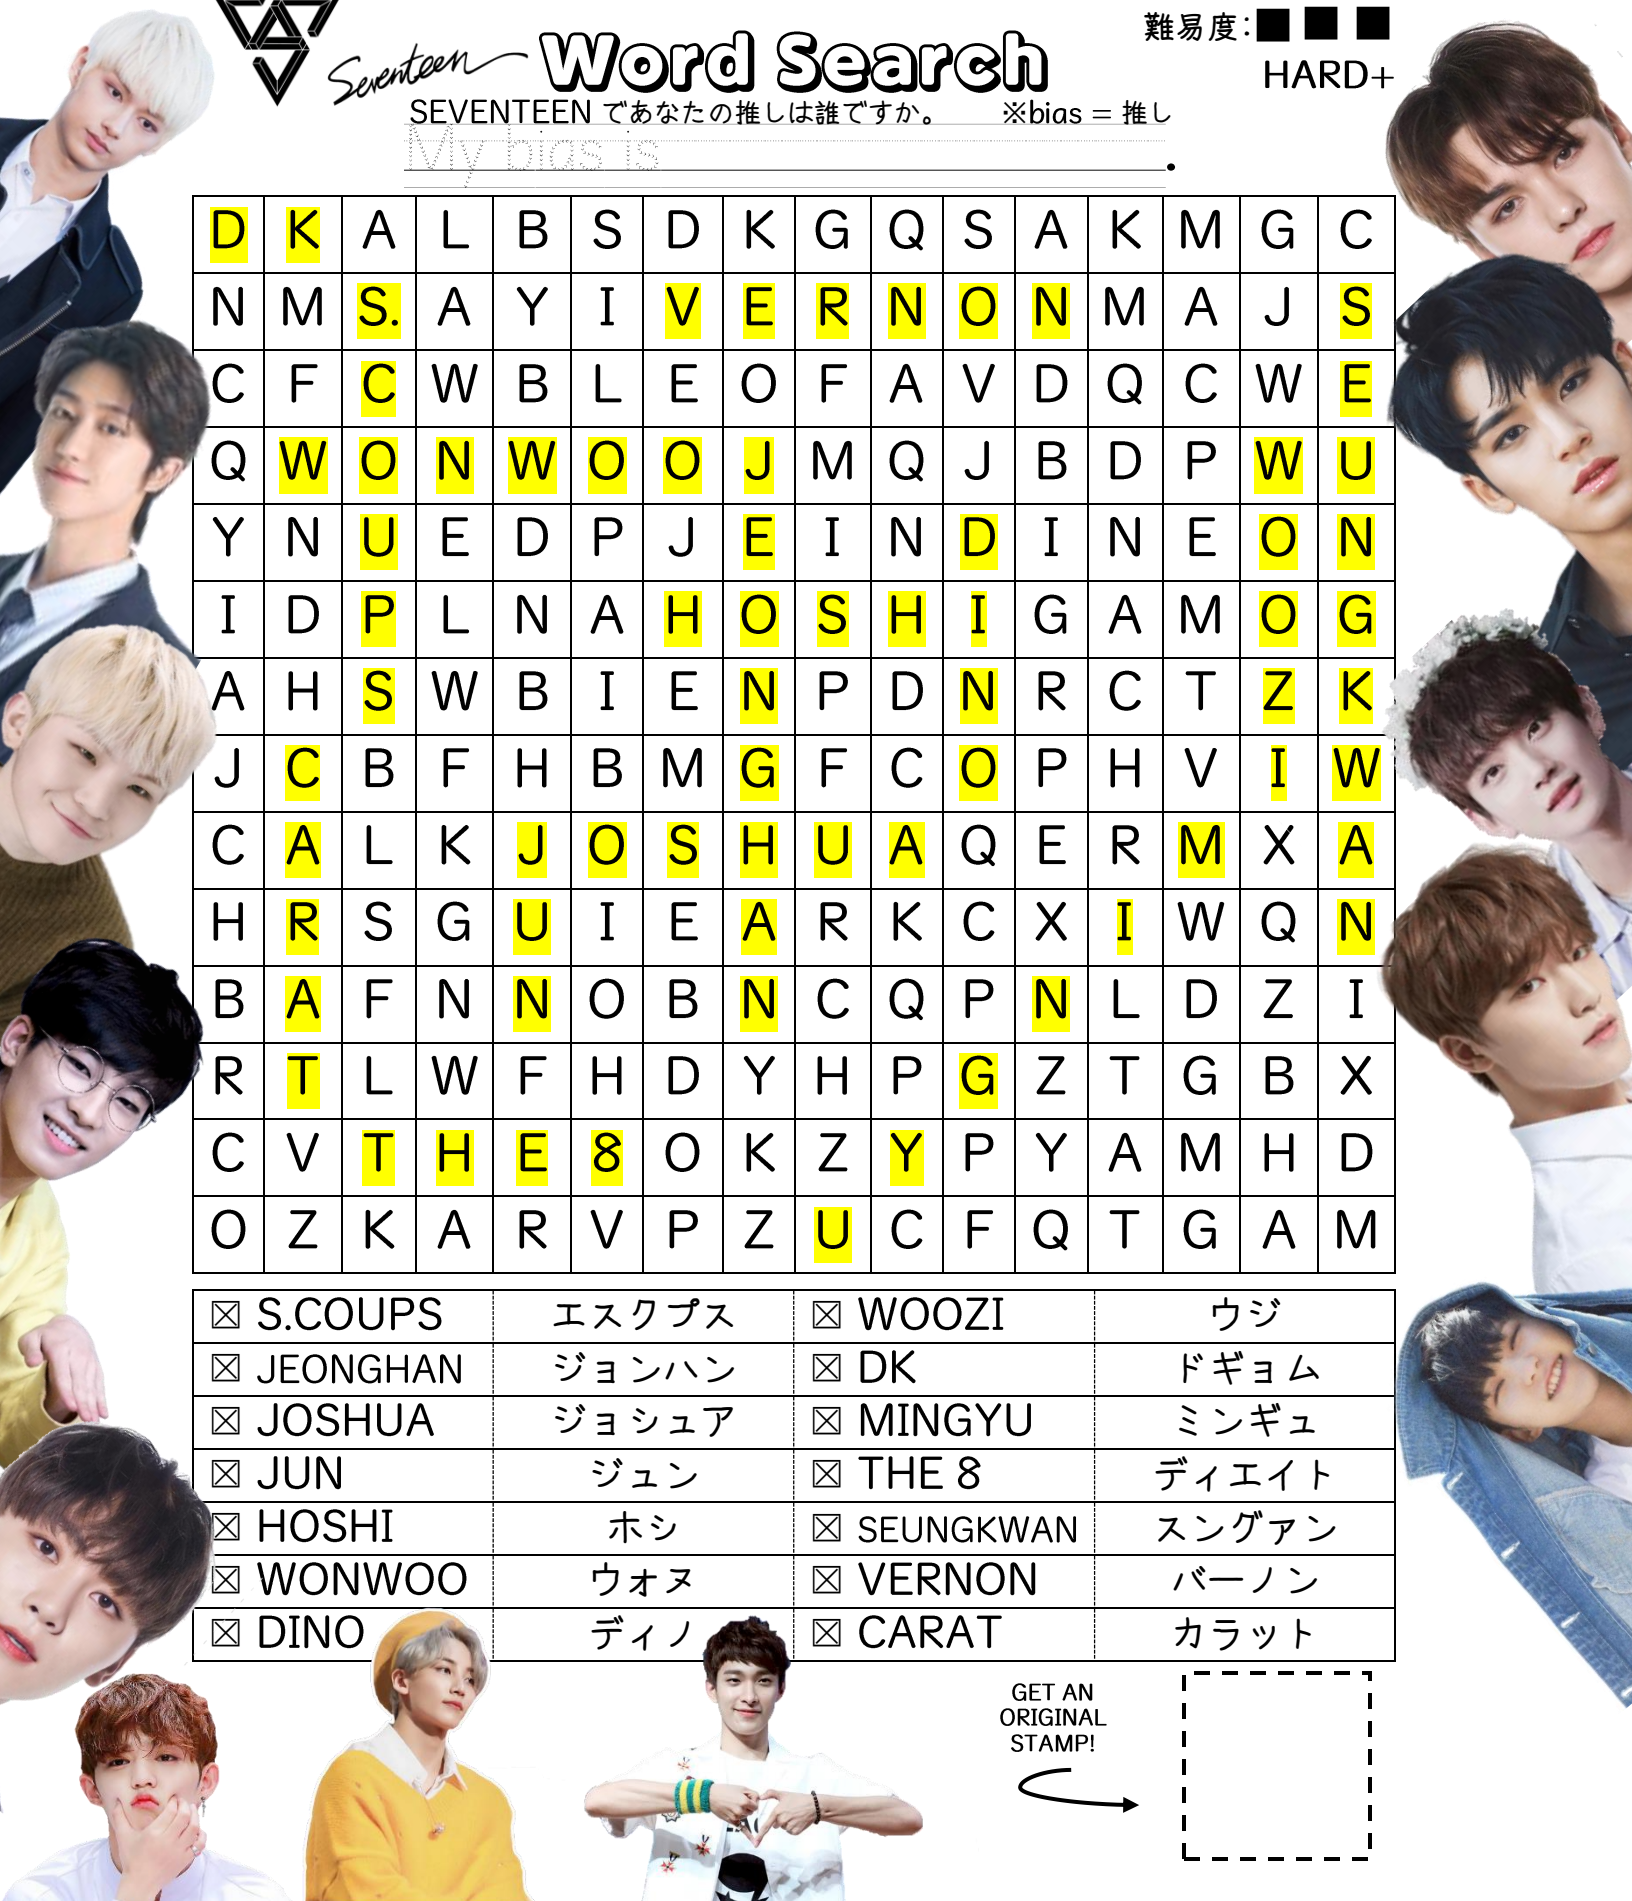 難易度:■ ■ ■
Seventeen Word Search
HARD+
SEVENTEEN であなたの推しは誰ですか。 ※bias = 推し
My bias is .
D K A L B S D K G Q S A K M G C
N M S. A Y I V E R N O N M A J S
C F C W B L E O F A V D Q C W E
Q W O N W O O J M Q J B D P W U
Y N U E D P J E I N D I N E O N
I D P L N A H O S H I G A M O G
A H S W B I E N P D N R C T Z K
J C B F H B M G F C O P H V I W
C A L K J O S H U A Q E R M X A
H R S G U I E A R K C X I W Q N
B A F N N O B N C Q P N L D Z I
R T L W F H D Y H P G Z T G B X
C V T H E 8 O K Z Y P Y A M H D
O Z K A R V P Z U C F Q T G A M
☒ S.COUPS エスクプス ☒ WOOZI ウジ
☒ JEONGHAN ジョンハン ☒ DK ドギョム
☒ JOSHUA ジョシュア ☒ MINGYU ミンギュ
☒ JUN ジュン ☒ THE 8 ディエイト
☒ HOSHI ホシ ☒ SEUNGKWAN スングァン
☒ WONWOO ウォヌ ☒ VERNON バーノン
☒ DINO ディノ ☒ CARAT カラット
GET AN
ORIGINAL
STAMP!